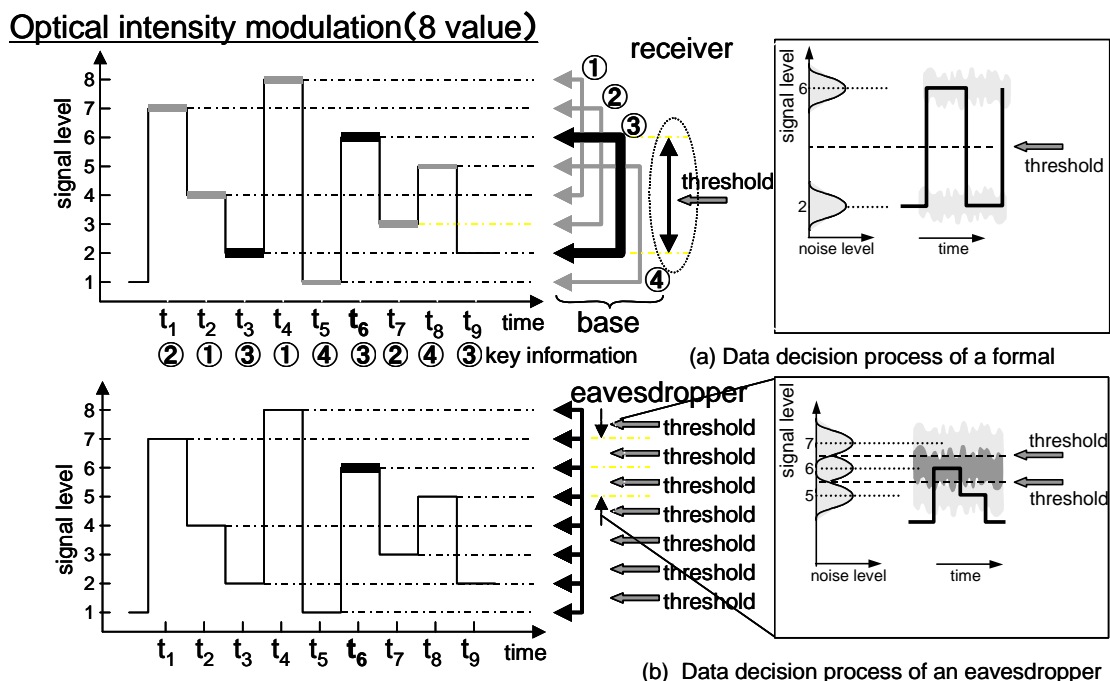 Optical intensity modulation(8 value)
receiver
signal level
8
7
6
5
4
3
2
1
t1 t2 t3 t4 t5 t6 t7 t8 t9 time
② ① ③ ① ④ ③ ② ④ ③ key information
①
②
③
④
threshold
base
signal level
6
2
threshold
noise level
time
(a) Data decision process of a formal
eavesdropper
signal level
8
7
6
5
4
3
2
1
t1 t2 t3 t4 t5 t6 t7 t8 t9 time
threshold
threshold
threshold
threshold
threshold
threshold
threshold
signal level
7
6
5
threshold
threshold
noise level
time
(b) Data decision process of an eavesdropper